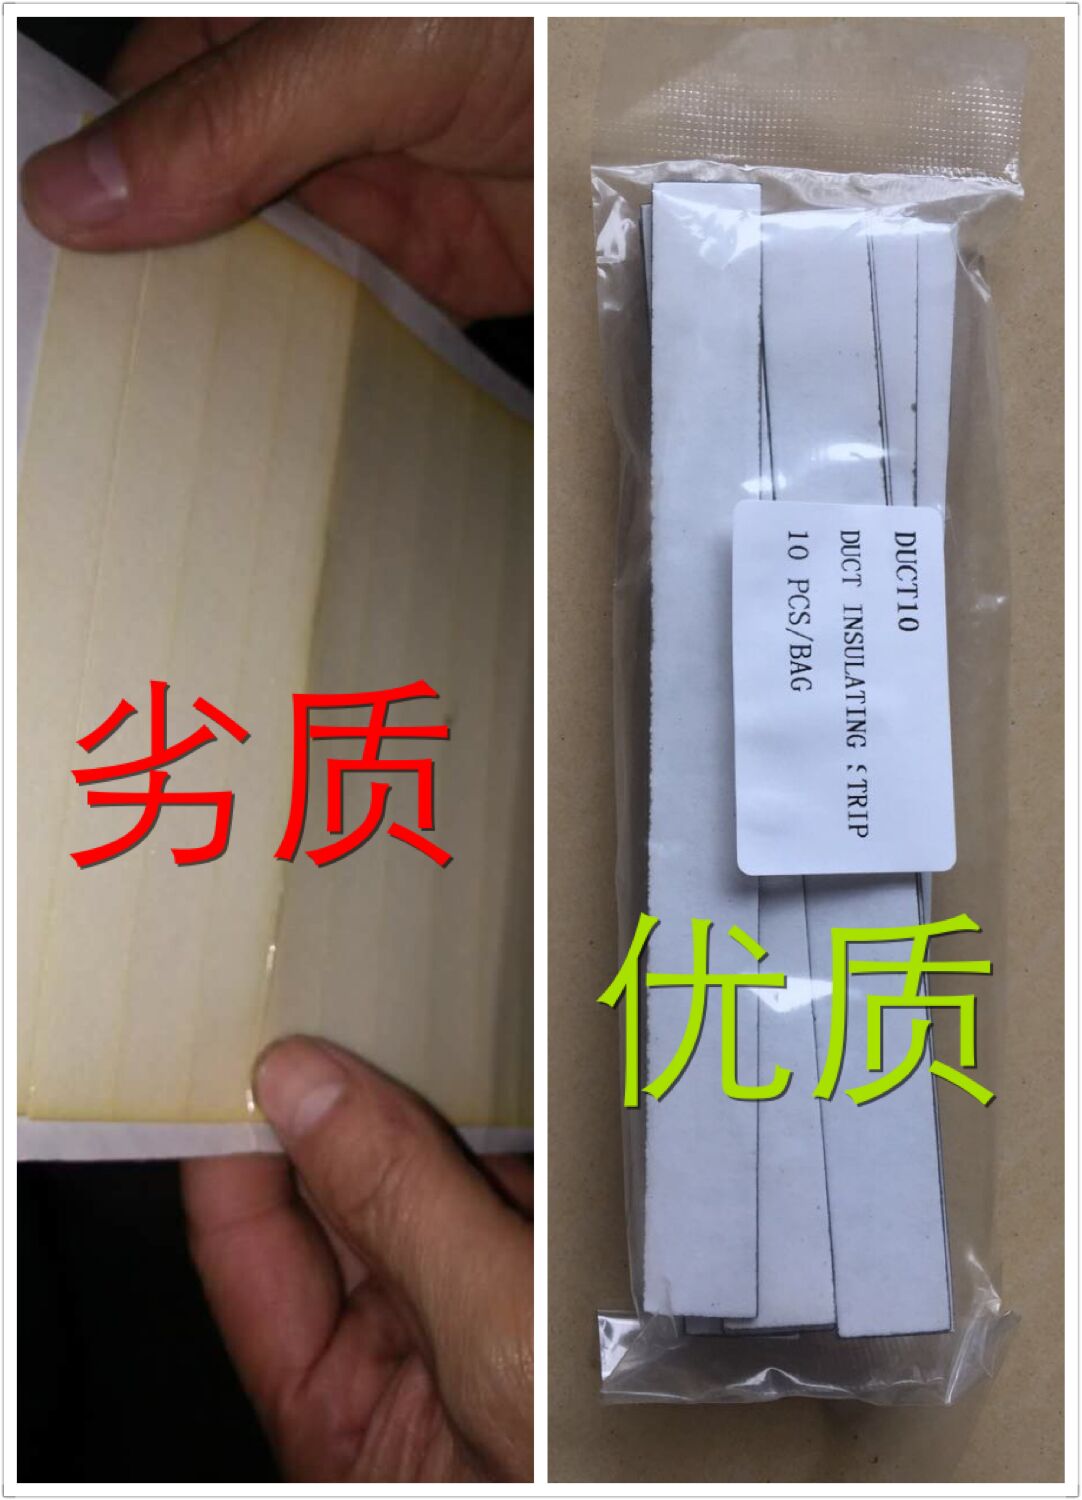 劣质
DUCT10
DUCT INSULATING STRIP
10 PCS/BAG
优质